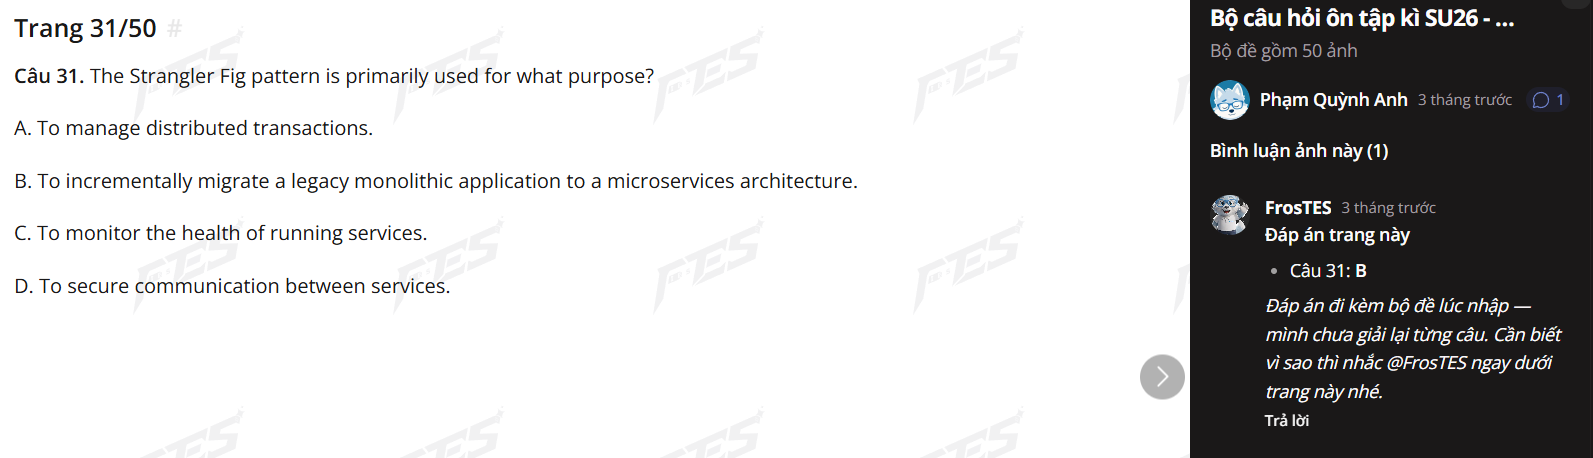 Trang 31/50 #
Câu 31. The Strangler Fig pattern is primarily used for what purpose?
A. To manage distributed transactions.
B. To incrementally migrate a legacy monolithic application to a microservices architecture.
C. To monitor the health of running services.
D. To secure communication between services.
Bộ câu hỏi ôn tập kì SU26 - ...
Bộ đề gồm 50 ảnh
Phạm Quỳnh Anh 3 tháng trước 1
Bình luận ảnh này (1)
FrosTES 3 tháng trước
Đáp án trang này
• Câu 31: B
Đáp án đi kèm bộ đề lúc nhập —
mình chưa giải lại từng câu. Cần biết
vì sao thì nhắc @FrosTES ngay dưới
trang này nhé.
Trả lời
FTES